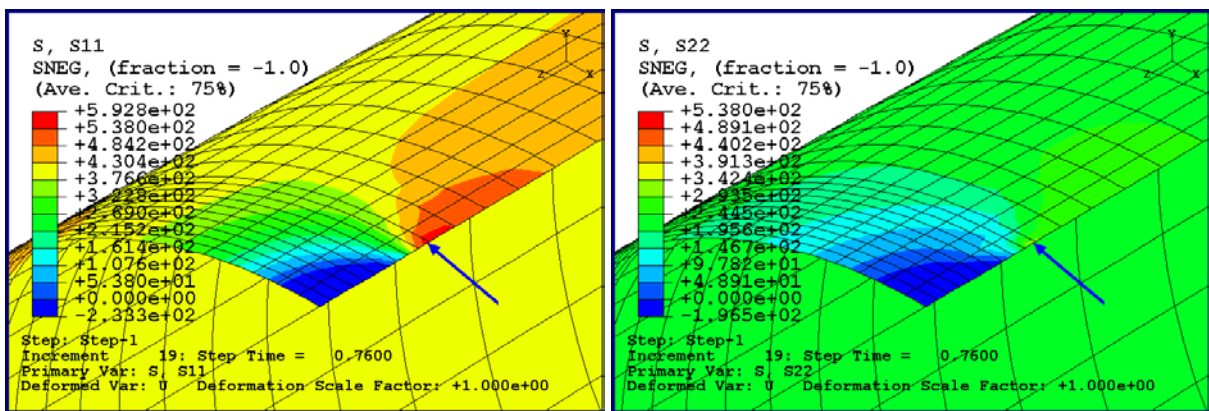 S, S11
SNEG, (fraction = -1.0)
(Ave. Crit.: 75%)
+5.928e+02
+5.380e+02
+4.842e+02
+4.304e+02
+3.766e+02
+3.228e+02
+2.690e+02
+2.152e+02
+1.614e+02
+1.076e+02
+5.380e+01
+0.000e+00
-2.333e+02
Y
Z X
Step: Step-1
Increment 19: Step Time = 0.7600
Primary Var: S, S11
Deformed Var: U Deformation Scale Factor: +1.000e+00
S, S22
SNEG, (fraction = -1.0)
(Ave. Crit.: 75%)
+5.380e+02
+4.891e+02
+4.402e+02
+3.913e+02
+3.424e+02
+2.935e+02
+2.445e+02
+1.956e+02
+1.467e+02
+9.782e+01
+4.891e+01
+0.000e+00
-1.965e+02
Y
Z X
Step: Step-1
Increment 19: Step Time = 0.7600
Primary Var: S, S22
Deformed Var: U Deformation Scale Factor: +1.000e+00